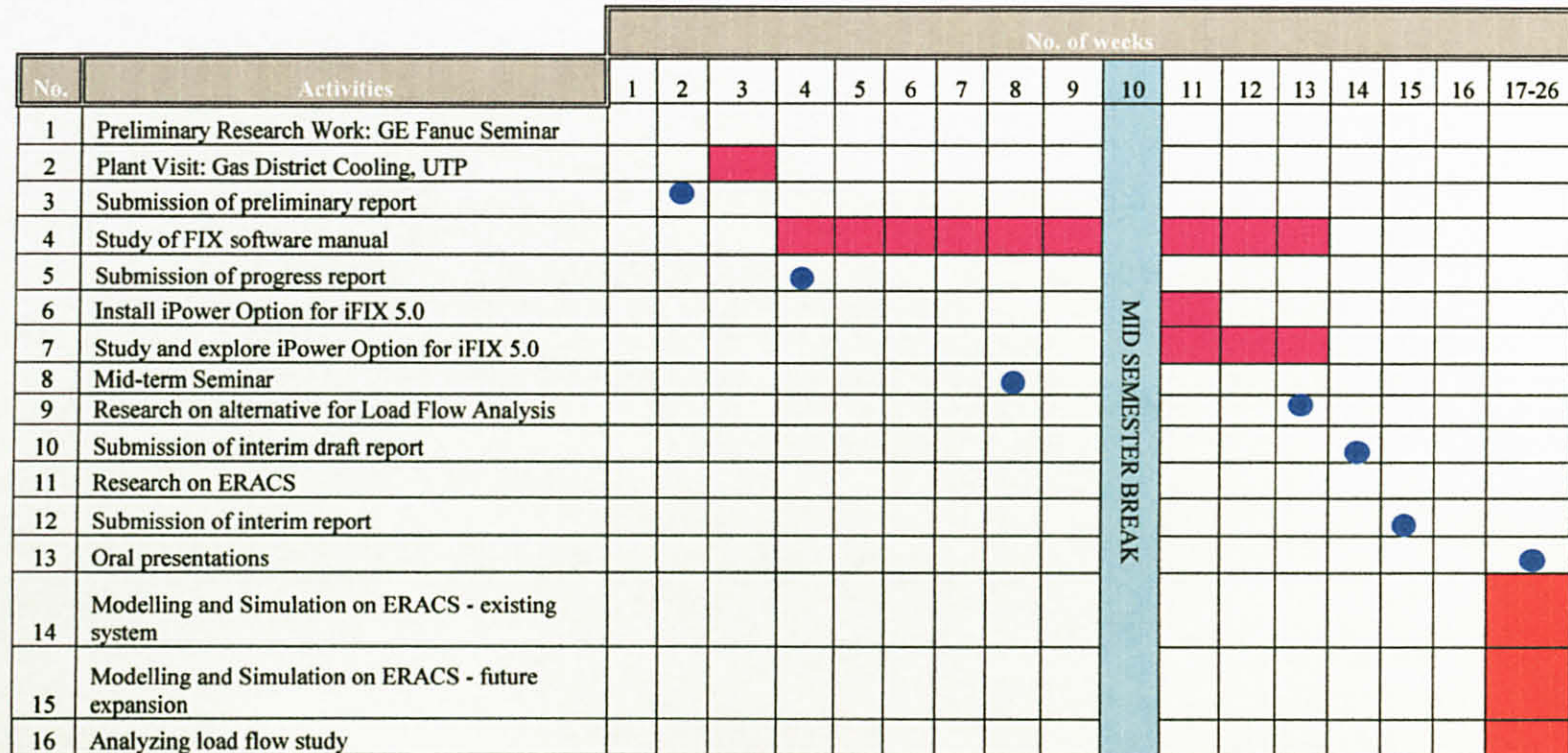 No. of weeks
No. Activities 1 2 3 4 5 6 7 8 9 10 11 12 13 14 15 16 17-26
1 Preliminary Research Work: GE Fanuc Seminar
2 Plant Visit: Gas District Cooling, UTP
3 Submission of preliminary report
4 Study of FIX software manual
5 Submission of progress report
6 Install iPower Option for iFIX 5.0
7 Study and explore iPower Option for iFIX 5.0
8 Mid-term Seminar
9 Research on alternative for Load Flow Analysis
10 Submission of interim draft report
11 Research on ERACS
12 Submission of interim report
13 Oral presentations
14 Modelling and Simulation on ERACS - existing
system
15 Modelling and Simulation on ERACS - future
expansion
16 Analyzing load flow study
MID SEMESTER BREAK